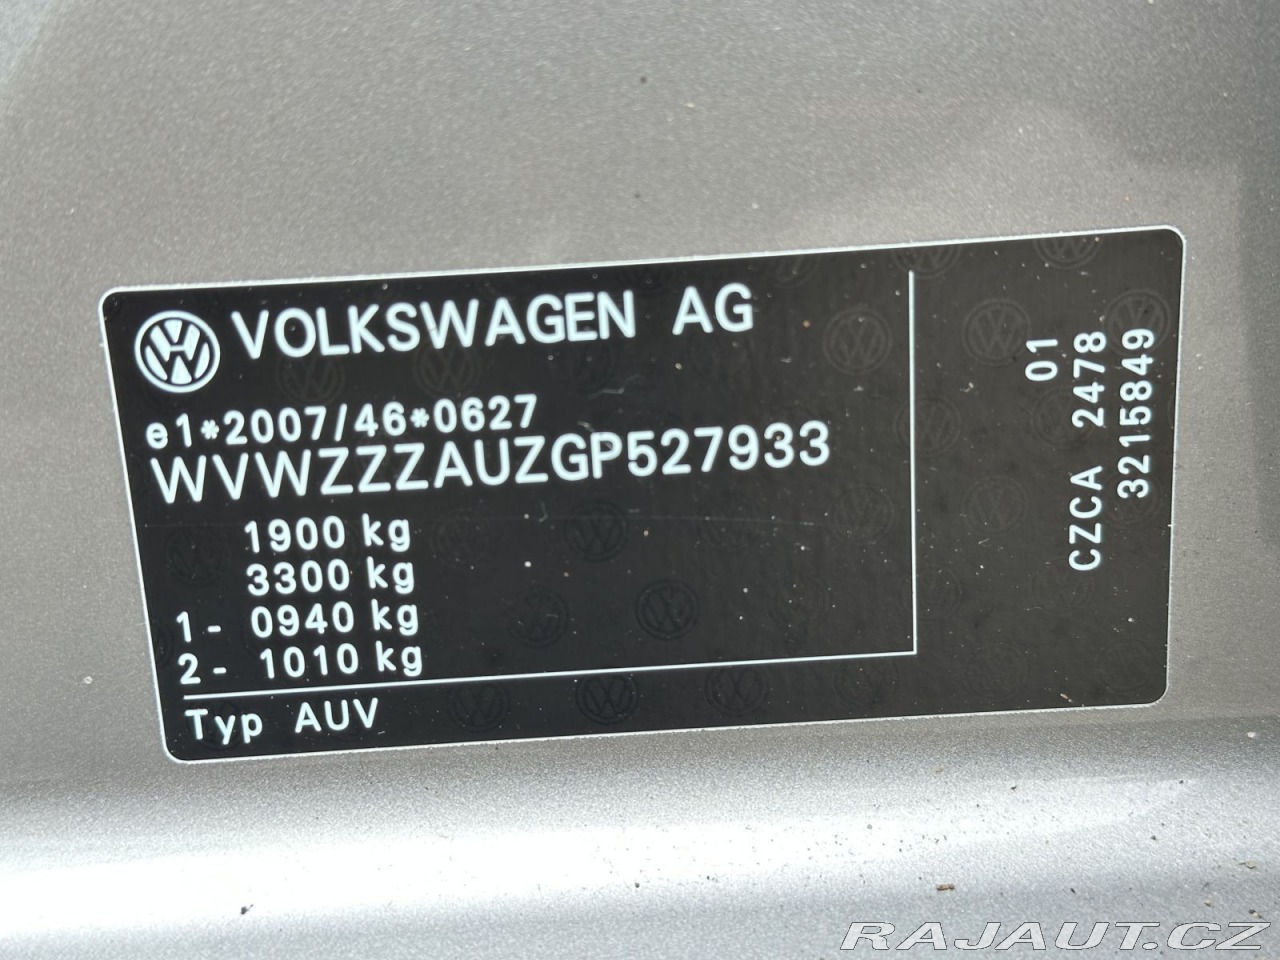 VOLKSWAGEN AG
e1*2007/46*0627
WVWZZZAUZGP527933
1900 kg
3300 kg
1- 0940 kg
2- 1010 kg
Typ AUV
01
CZCA 2478
3215849
RAJAUT.CZ